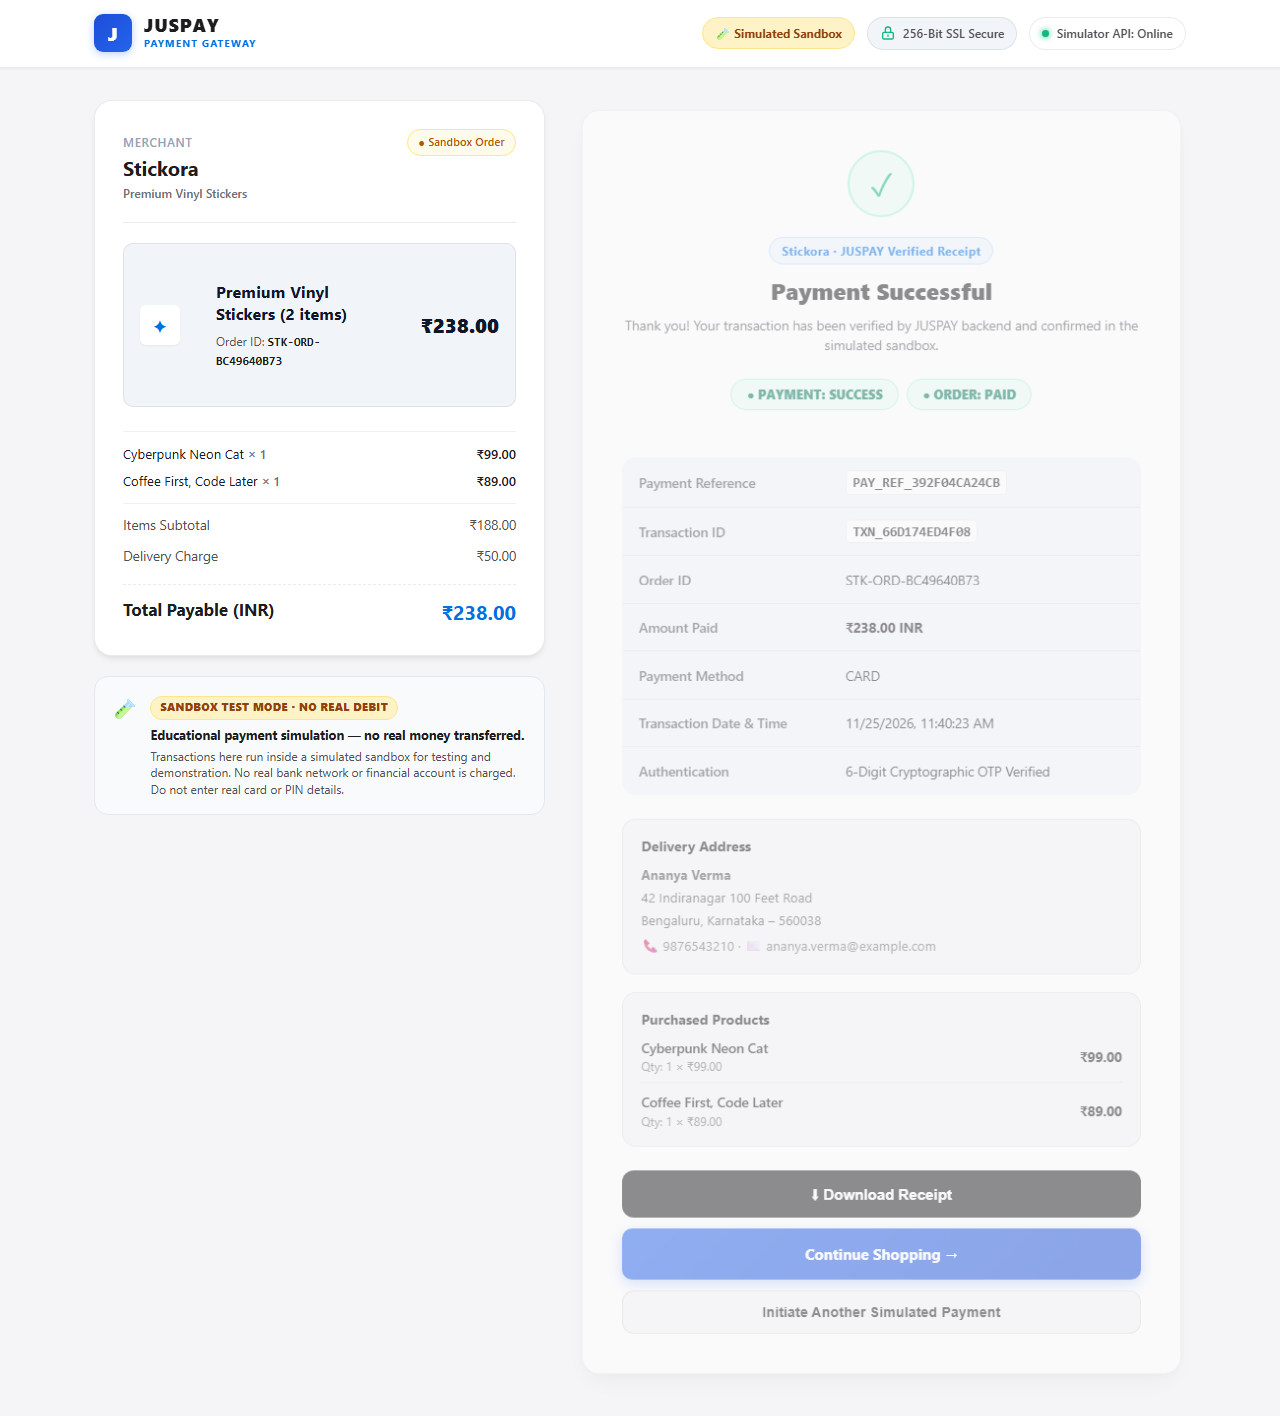 J
JUSPAY
PAYMENT GATEWAY
Simulated Sandbox
256-Bit SSL Secure
Simulator API: Online
MERCHANT
Stickora
Premium Vinyl Stickers
● Sandbox Order
✦
Premium Vinyl
Stickers (2 items)
Order ID: STK-ORD-
BC49640B73
₹238.00
Cyberpunk Neon Cat × 1 ₹99.00
Coffee First, Code Later × 1 ₹89.00
Items Subtotal ₹188.00
Delivery Charge ₹50.00
Total Payable (INR) ₹238.00
SANDBOX TEST MODE · NO REAL DEBIT
Educational payment simulation — no real money transferred.
Transactions here run inside a simulated sandbox for testing and
demonstration. No real bank network or financial account is charged.
Do not enter real card or PIN details.
✓
Stickora · JUSPAY Verified Receipt
Payment Successful
Thank you! Your transaction has been verified by JUSPAY backend and confirmed in the
simulated sandbox.
● PAYMENT: SUCCESS
● ORDER: PAID
Payment Reference PAY_REF_392F04CA24CB
Transaction ID TXN_66D174ED4F08
Order ID STK-ORD-BC49640B73
Amount Paid ₹238.00 INR
Payment Method CARD
Transaction Date & Time 11/25/2026, 11:40:23 AM
Authentication 6-Digit Cryptographic OTP Verified
Delivery Address
Ananya Verma
42 Indiranagar 100 Feet Road
Bengaluru, Karnataka – 560038
📞 9876543210 · ✉ ananya.verma@example.com
Purchased Products
Cyberpunk Neon Cat
Qty: 1 × ₹99.00
₹99.00
Coffee First, Code Later
Qty: 1 × ₹89.00
₹89.00
⬇ Download Receipt
Continue Shopping →
Initiate Another Simulated Payment